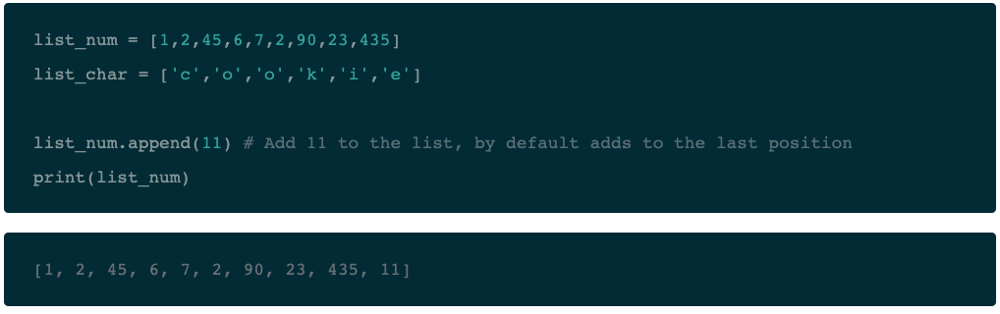 list_num = [1,2,45,6,7,2,90,23,435]
list_char = ['c','o','o','k','i','e']
list_num.append(11) # Add 11 to the list, by default adds to the last position
print(list_num)
[1, 2, 45, 6, 7, 2, 90, 23, 435, 11]